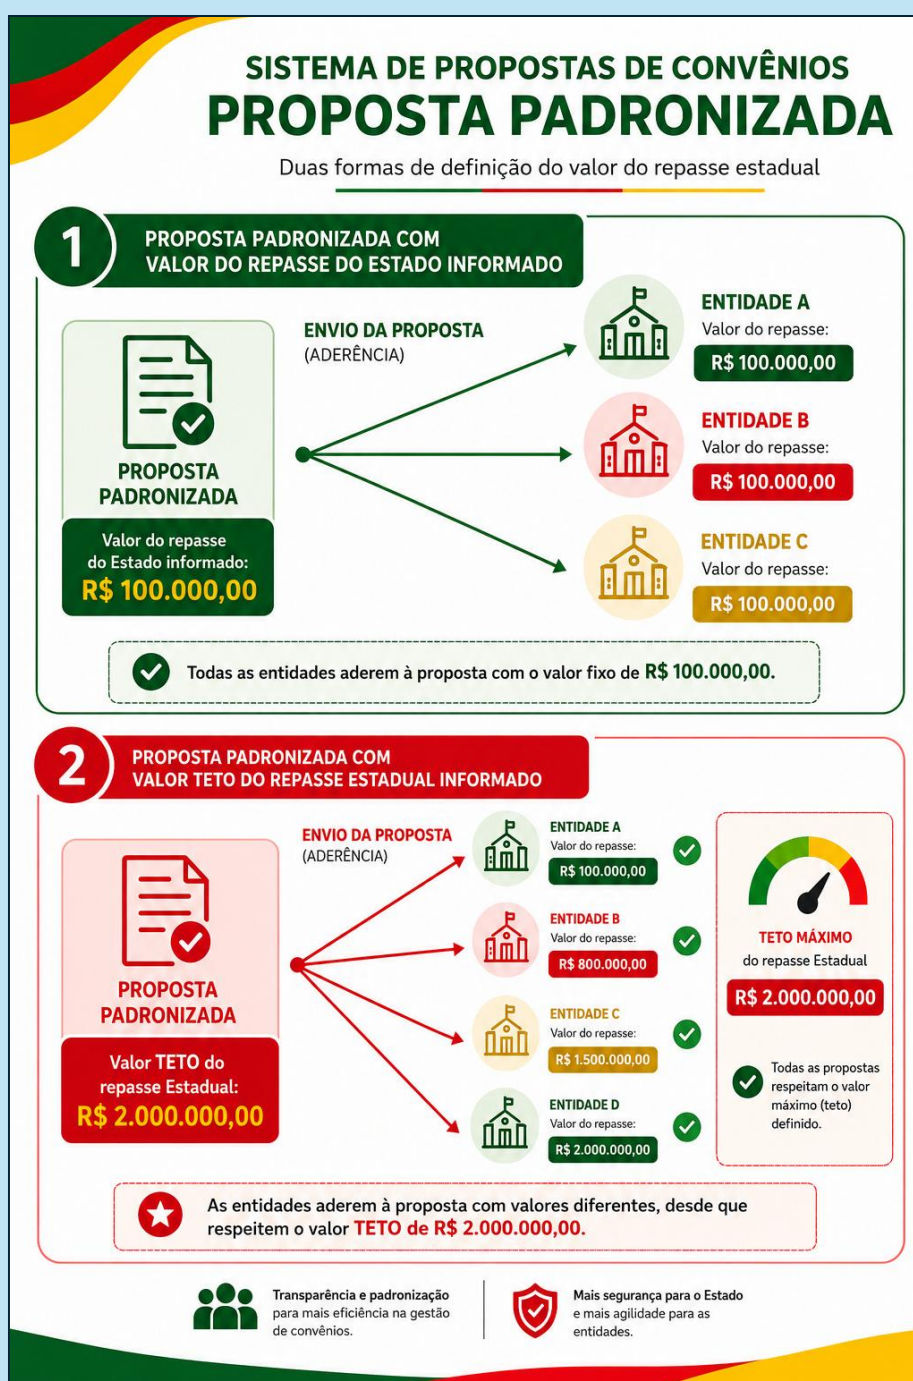 SISTEMA DE PROPOSTAS DE CONVÊNIOS
PROPOSTA PADRONIZADA
Duas formas de definição do valor do repasse estadual
1
PROPOSTA PADRONIZADA COM
VALOR DO REPASSE DO ESTADO INFORMADO
PROPOSTA
PADRONIZADA
Valor do repasse
do Estado informado:
R$ 100.000,00
ENVIO DA PROPOSTA
(ADERÊNCIA)
ENTIDADE A
Valor do repasse:
R$ 100.000,00
ENTIDADE B
Valor do repasse:
R$ 100.000,00
ENTIDADE C
Valor do repasse:
R$ 100.000,00
Todas as entidades aderem à proposta com o valor fixo de R$ 100.000,00.
2
PROPOSTA PADRONIZADA COM
VALOR TETO DO REPASSE ESTADUAL INFORMADO
PROPOSTA
PADRONIZADA
Valor TETO do
repasse Estadual:
R$ 2.000.000,00
ENVIO DA PROPOSTA
(ADERÊNCIA)
ENTIDADE A
Valor do repasse:
R$ 100.000,00
ENTIDADE B
Valor do repasse:
R$ 800.000,00
ENTIDADE C
Valor do repasse:
R$ 1.500.000,00
ENTIDADE D
Valor do repasse:
R$ 2.000.000,00
TETO MÁXIMO
do repasse Estadual
R$ 2.000.000,00
Todas as propostas
respeitam o valor
máximo (teto)
definido.
As entidades aderem à proposta com valores diferentes, desde que
respeitem o valor TETO de R$ 2.000.000,00.
Transparência e padronização
para mais eficiência na gestão
de convênios.
Mais segurança para o Estado
e mais agilidade para as
entidades.